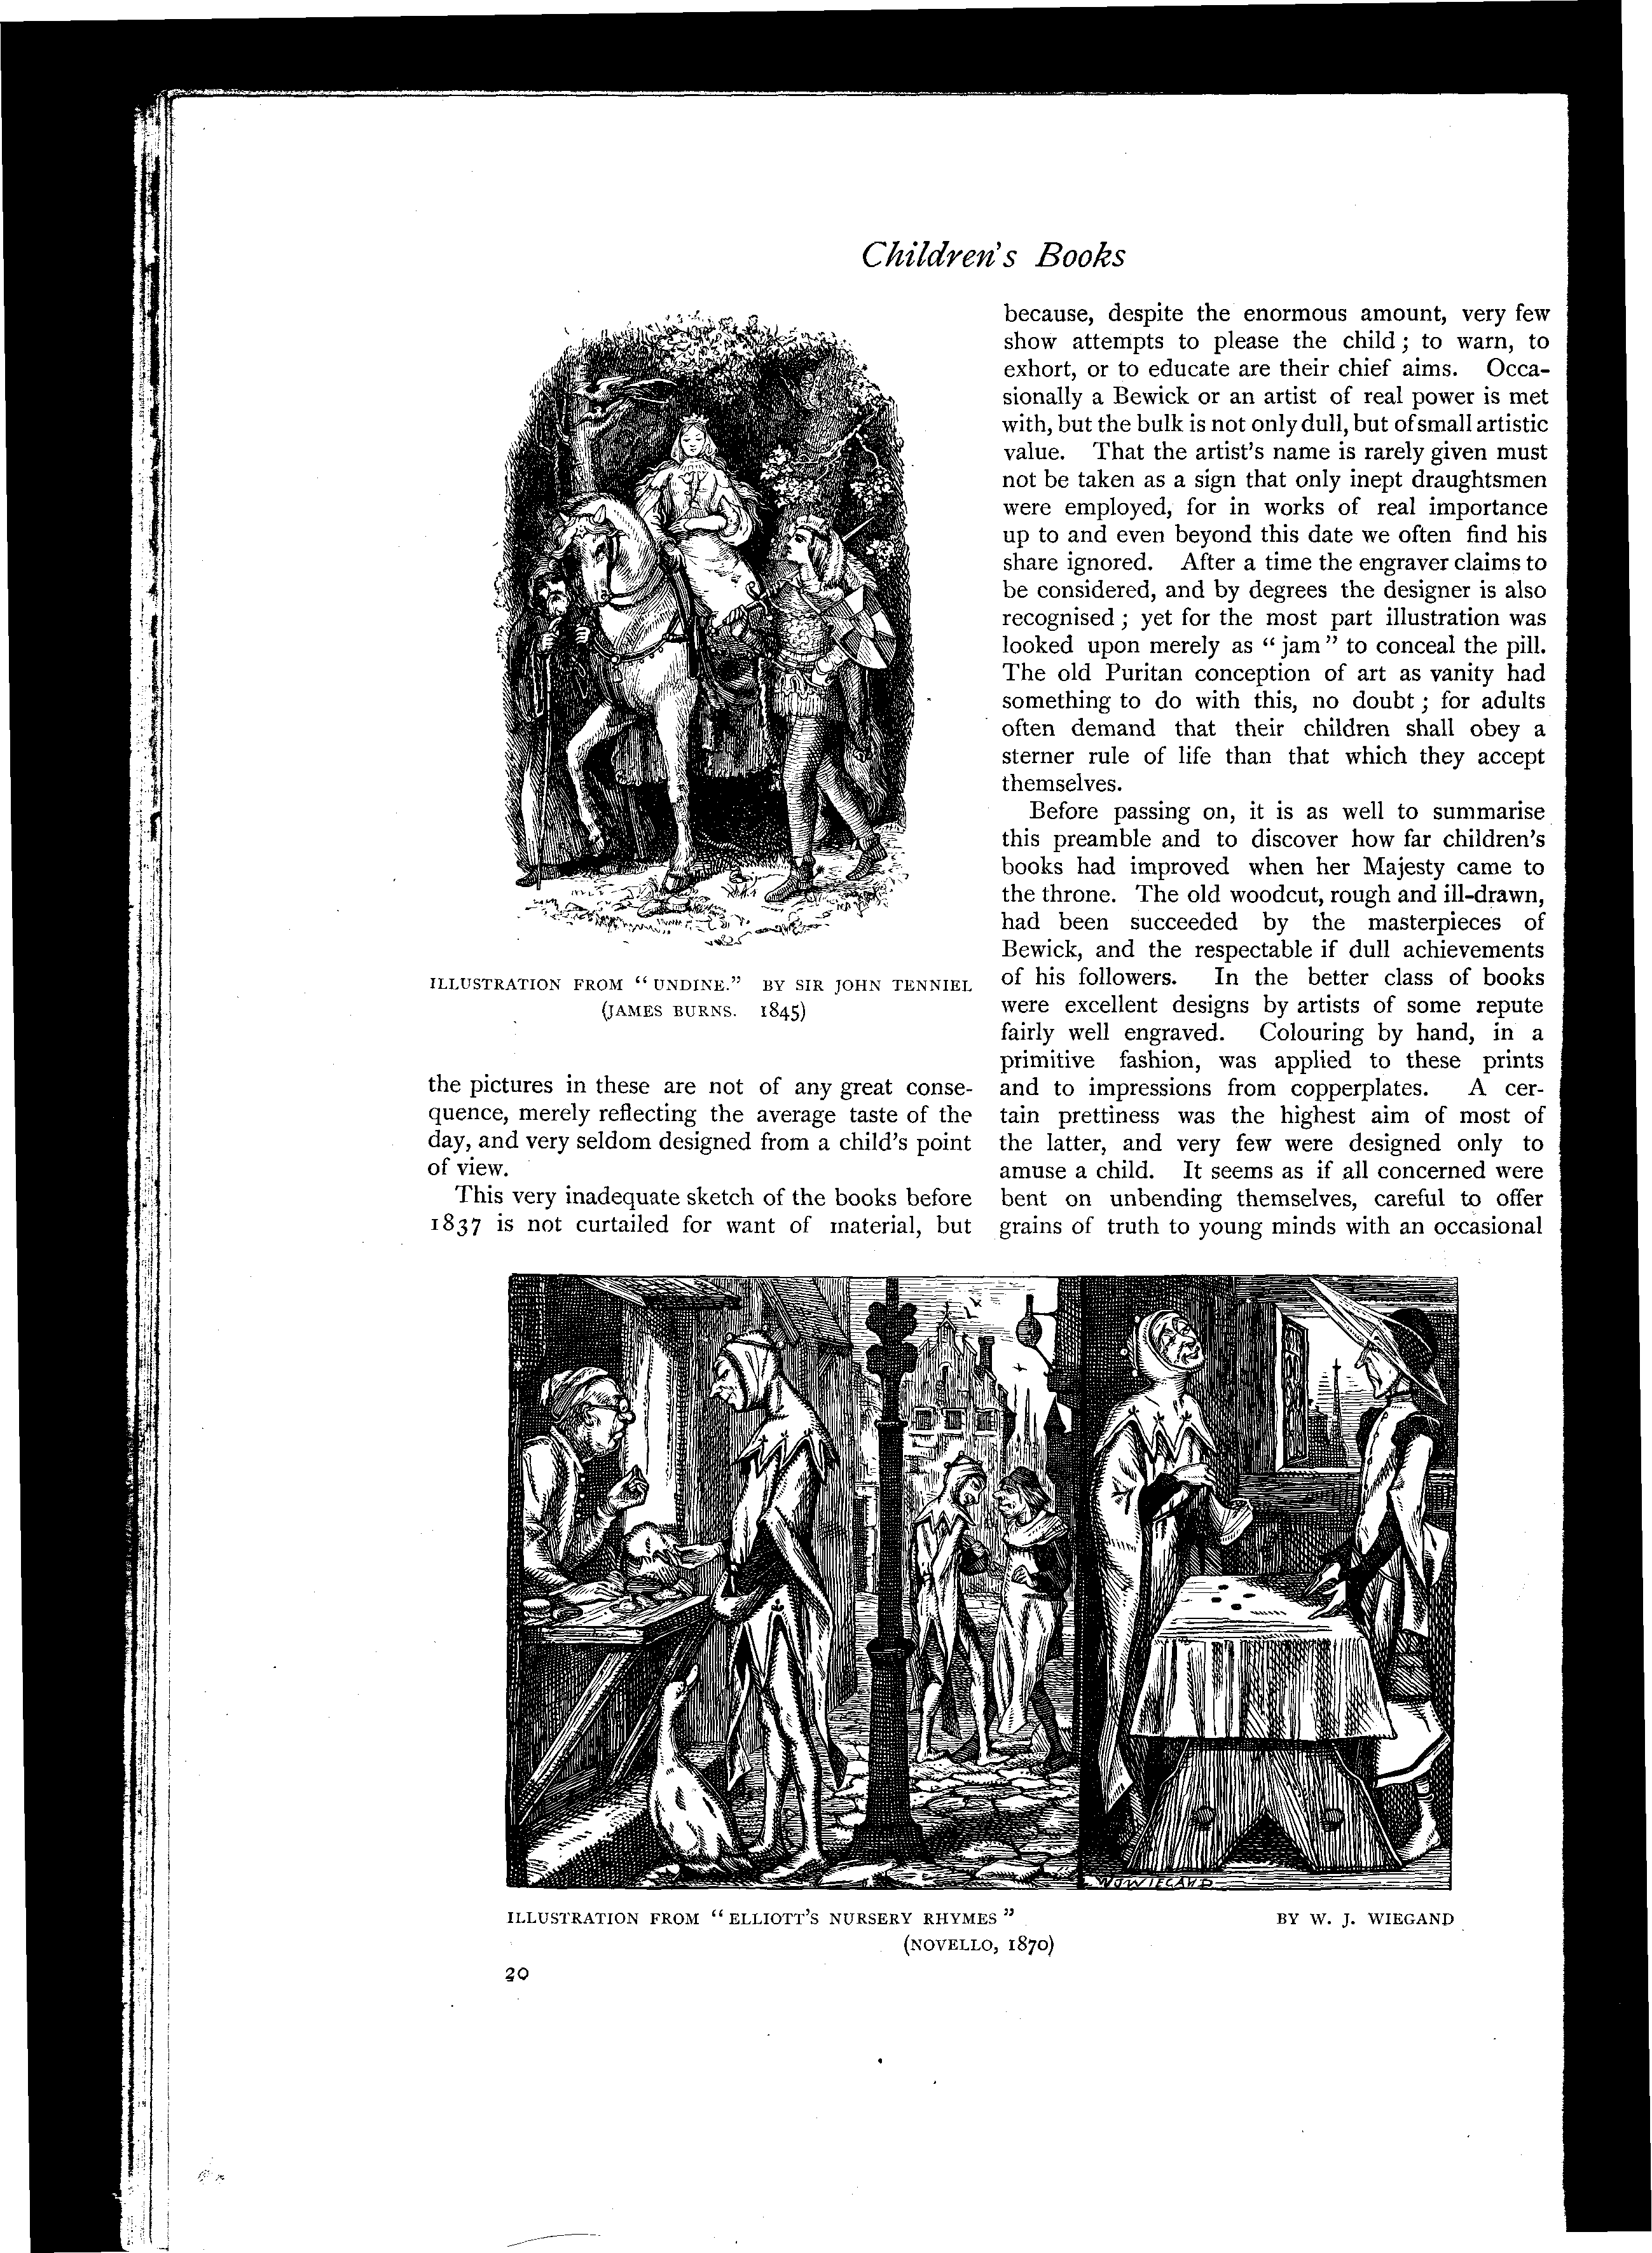 Children's Books
ILLUSTRATION FROM “UNDINE.” BY SIR JOHN TENNIEL
(JAMES BURNS. 1845)
the pictures in these are not of any great conse-
quence, merely reflecting the average taste of the
day, and very seldom designed from a child's point
of view.
This very inadequate sketch of the books before
1837 is not curtailed for want of material, but
because, despite the enormous amount, very few
show attempts to please the child; to warn, to
exhort, or to educate are their chief aims. Occa-
sionally a Bewick or an artist of real power is met
with, but the bulk is not only dull, but of small artistic
value. That the artist's name is rarely given must
not be taken as a sign that only inept draughtsmen
were employed, for in works of real importance
up to and even beyond this date we often find his
share ignored. After a time the engraver claims to
be considered, and by degrees the designer is also
recognised; yet for the most part illustration was
looked upon merely as “jam” to conceal the pill.
The old Puritan conception of art as vanity had
something to do with this, no doubt; for adults
often demand that their children shall obey a
sterner rule of life than that which they accept
themselves.
Before passing on, it is as well to summarise
this preamble and to discover how far children's
books had improved when her Majesty came to
the throne. The old woodcut, rough and ill-drawn,
had been succeeded by the masterpieces of
Bewick, and the respectable if dull achievements
of his followers. In the better class of books
were excellent designs by artists of some repute
fairly well engraved. Colouring by hand, in a
primitive fashion, was applied to these prints
and to impressions from copperplates. A cer-
tain prettiness was the highest aim of most of
the latter, and very few were designed only to
amuse a child. It seems as if all concerned were
bent on unbending themselves, careful to offer
grains of truth to young minds with an occasional
W J WIEGAND
ILLUSTRATION FROM “ELLIOTT'S NURSERY RHYMES” BY W. J. WIEGAND
(NOVELLO, 1870)
20